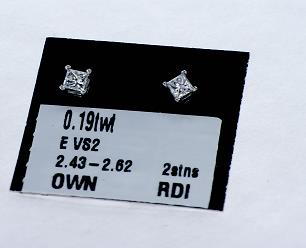 0.19twt
E VS2
2.43-2.62 2stns
OWN RDI